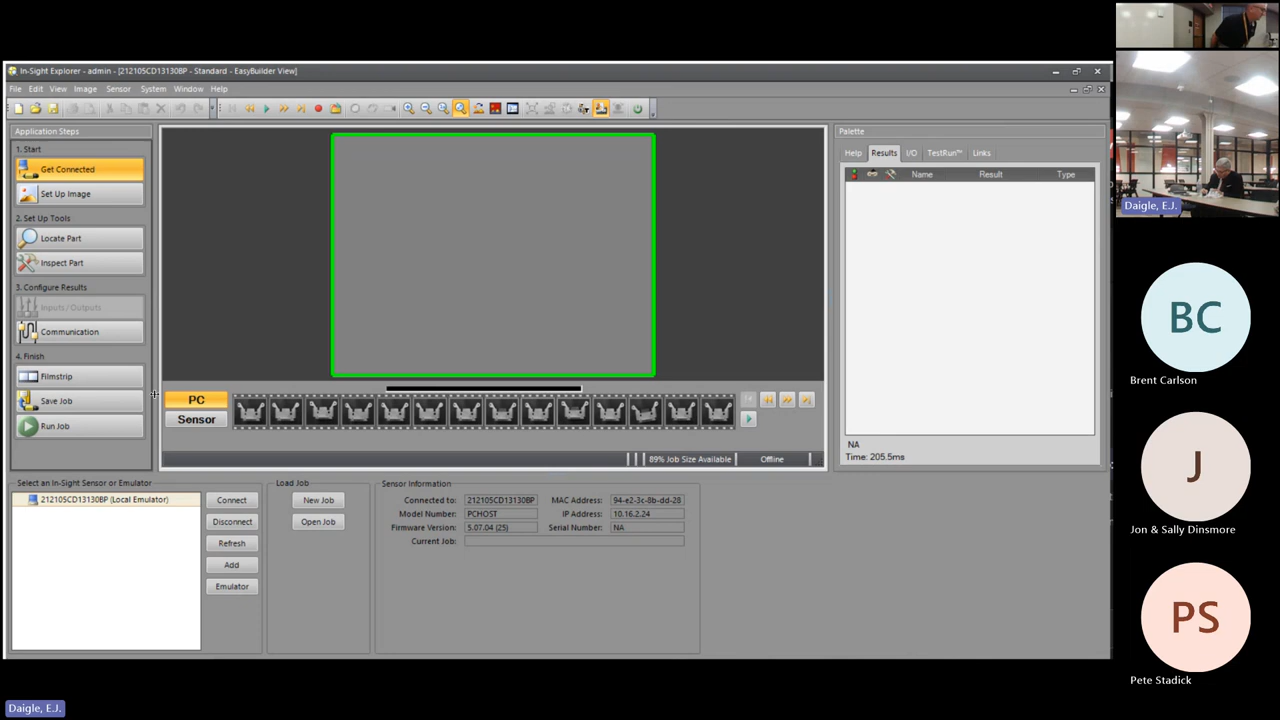 In-Sight Explorer - admin - [212105CD13130BP - Standard - EasyBuilder View]
File Edit View Image Sensor System Window Help
Application Steps
1. Start
Get Connected
Set Up Image
2. Set Up Tools
Locate Part
Inspect Part
3. Configure Results
Inputs/Outputs
Communication
4. Finish
Filmstrip
Save Job
Run Job
PC
Sensor
89% Job Size Available
Offline
Palette
Help Results I/O TestRun™ Links
Name Result Type
NA
Time: 205.5ms
Select an In-Sight Sensor or Emulator
212105CD13130BP (Local Emulator)
Connect
Disconnect
Refresh
Add
Emulator
Load Job
New Job
Open Job
Sensor Information
Connected to: 212105CD13130BP MAC Address: 94-e2-3c-8b-dd-28
Model Number: PCHOST IP Address: 10.16.2.24
Firmware Version: 5.07.04 (25) Serial Number: NA
Current Job:
Daigle, E.J.
BC
Brent Carlson
J
Jon & Sally Dinsmore
PS
Pete Stadick
Daigle, E.J.